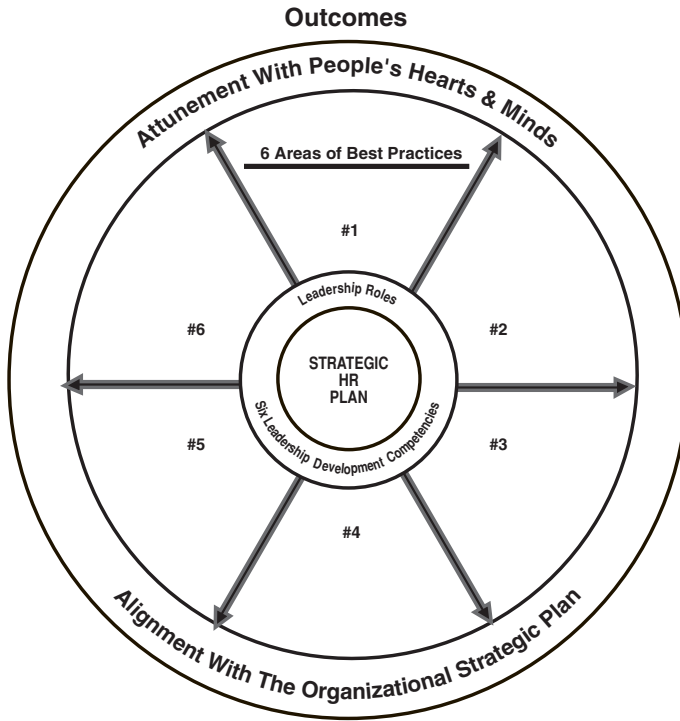 Outcomes
Attunement With People's Hearts & Minds
6 Areas of Best Practices
#1
Leadership Roles
#6
#2
STRATEGIC
HR
PLAN
Six Leadership Development Competencies
#5
#3
#4
Alignment With The Organizational Strategic Plan